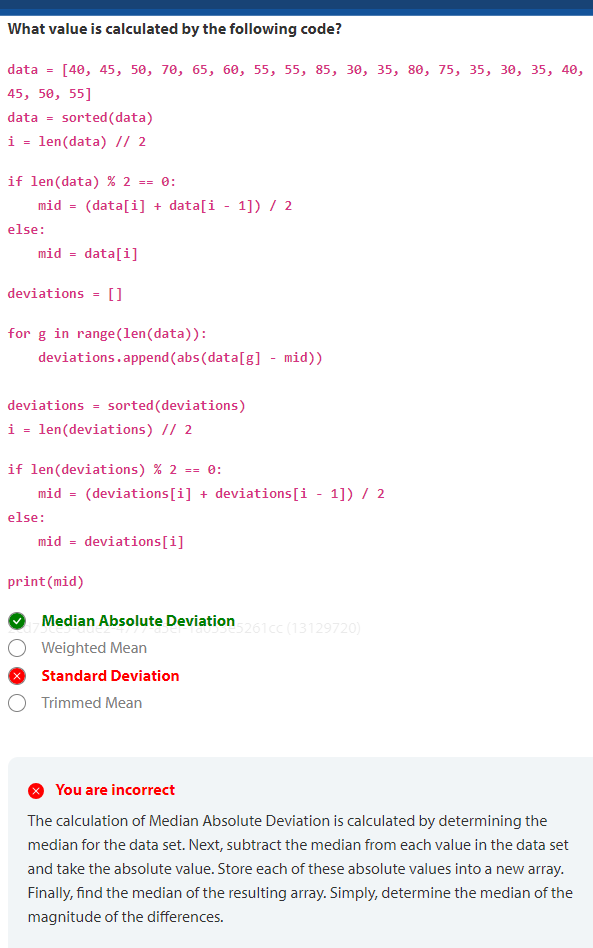 What value is calculated by the following code?
data = [40, 45, 50, 70, 65, 60, 55, 55, 85, 30, 35, 80, 75, 35, 30, 35, 40,
45, 50, 55]
data = sorted(data)
i = len(data) // 2
if len(data) % 2 == 0:
    mid = (data[i] + data[i - 1]) / 2
else:
    mid = data[i]
deviations = []
for g in range(len(data)):
    deviations.append(abs(data[g] - mid))
deviations = sorted(deviations)
i = len(deviations) // 2
if len(deviations) % 2 == 0:
    mid = (deviations[i] + deviations[i - 1]) / 2
else:
    mid = deviations[i]
print(mid)
Median Absolute Deviation
5261cc (13129720)
Weighted Mean
Standard Deviation
Trimmed Mean
You are incorrect
The calculation of Median Absolute Deviation is calculated by determining the
median for the data set. Next, subtract the median from each value in the data set
and take the absolute value. Store each of these absolute values into a new array.
Finally, find the median of the resulting array. Simply, determine the median of the
magnitude of the differences.